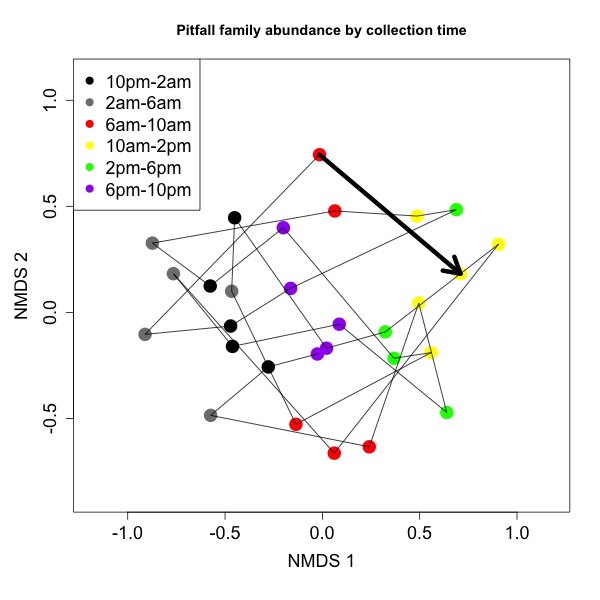 Pitfall family abundance by collection time
10pm-2am
2am-6am
6am-10am
10am-2pm
2pm-6pm
6pm-10pm
1.0
0.5
0.0
-0.5
NMDS 2
-1.0 -0.5 0.0 0.5 1.0
NMDS 1